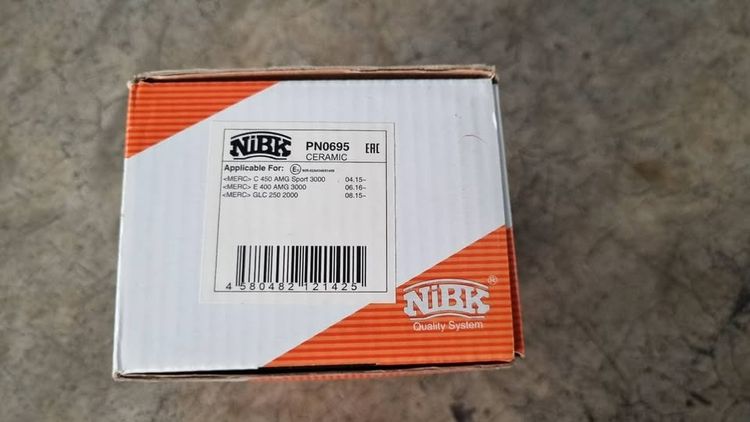 NiBK PN0695 EAC
CERAMIC
Applicable For:
<MERC> C 450 AMG Sport 3000 04.15~
<MERC> E 400 AMG 3000 06.16~
<MERC> GLC 250 2000 08.15~
4 580482 121425
NiBK ®
Quality System